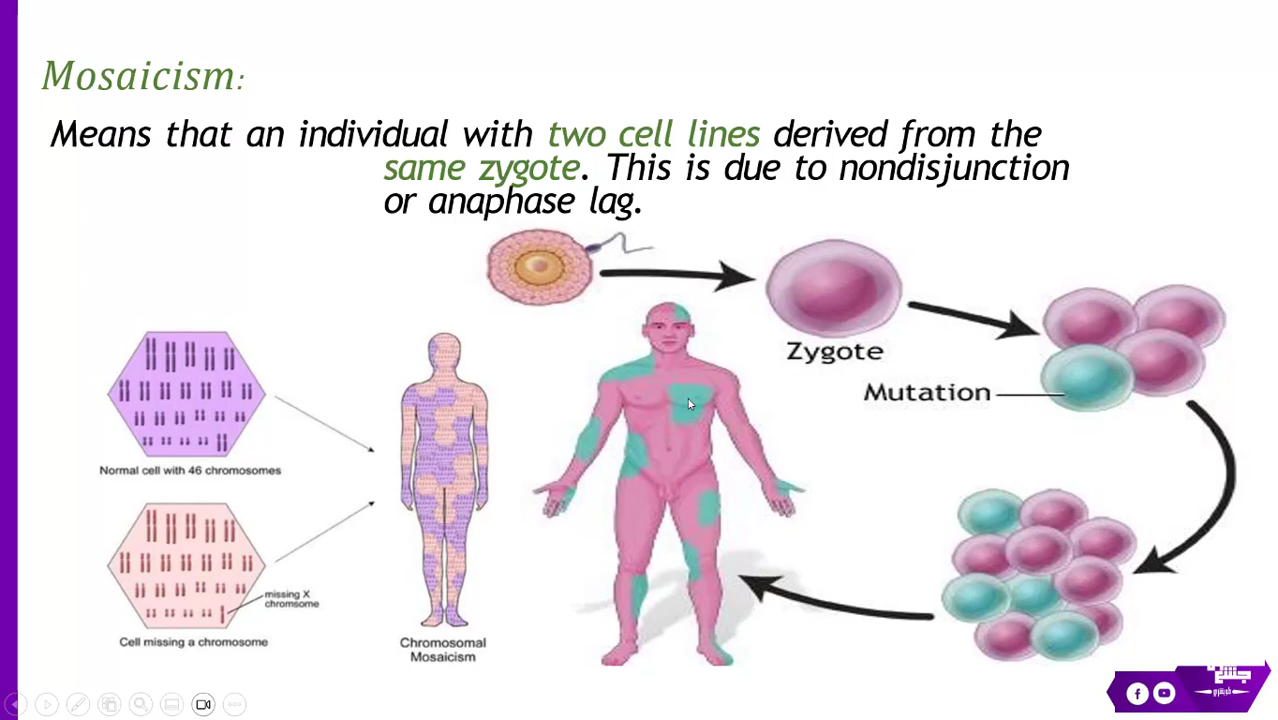 Mosaicism:
Means that an individual with two cell lines derived from the
same zygote. This is due to nondisjunction
or anaphase lag.
Zygote
Mutation
Normal cell with 46 chromosomes
missing X
chromsome
Cell missing a chromosome
Chromosomal
Mosaicism